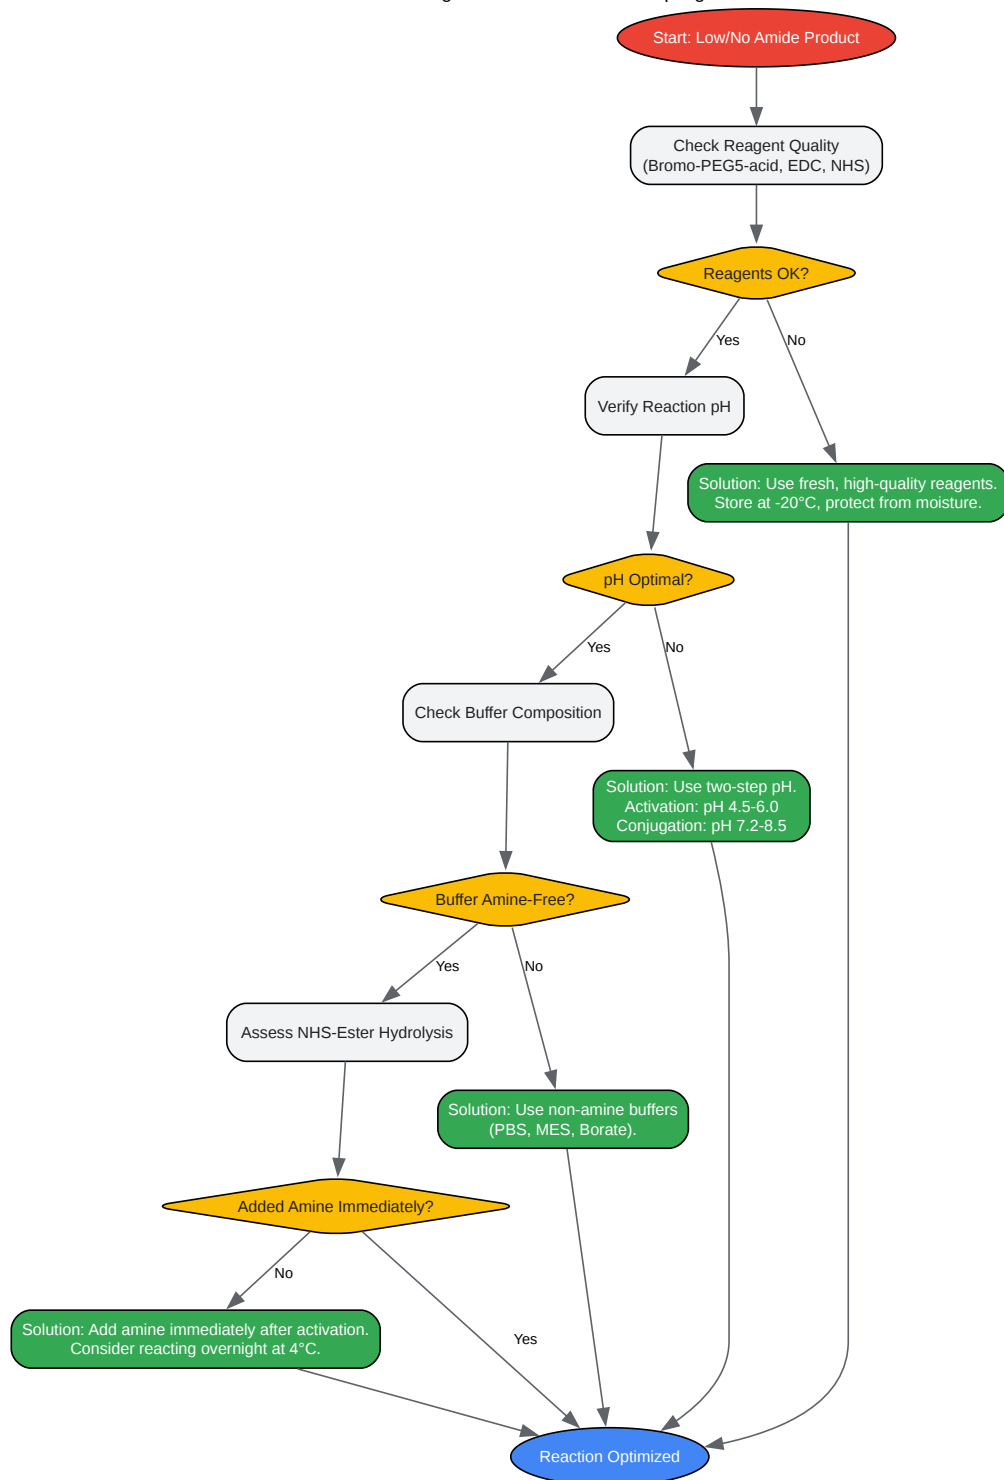 Start: Low/No Amide Product
Check Reagent Quality
(Bromo-PEG5-acid, EDC, NHS)
Reagents OK?
Yes
No
Verify Reaction pH
Solution: Use fresh, high-quality reagents.
Store at -20°C, protect from moisture.
pH Optimal?
Yes
No
Check Buffer Composition
Solution: Use two-step pH.
Activation: pH 4.5-6.0
Conjugation: pH 7.2-8.5
Buffer Amine-Free?
Yes
No
Assess NHS-Ester Hydrolysis
Solution: Use non-amine buffers
(PBS, MES, Borate).
Added Amine Immediately?
No
Yes
Solution: Add amine immediately after activation.
Consider reacting overnight at 4°C.
Reaction Optimized